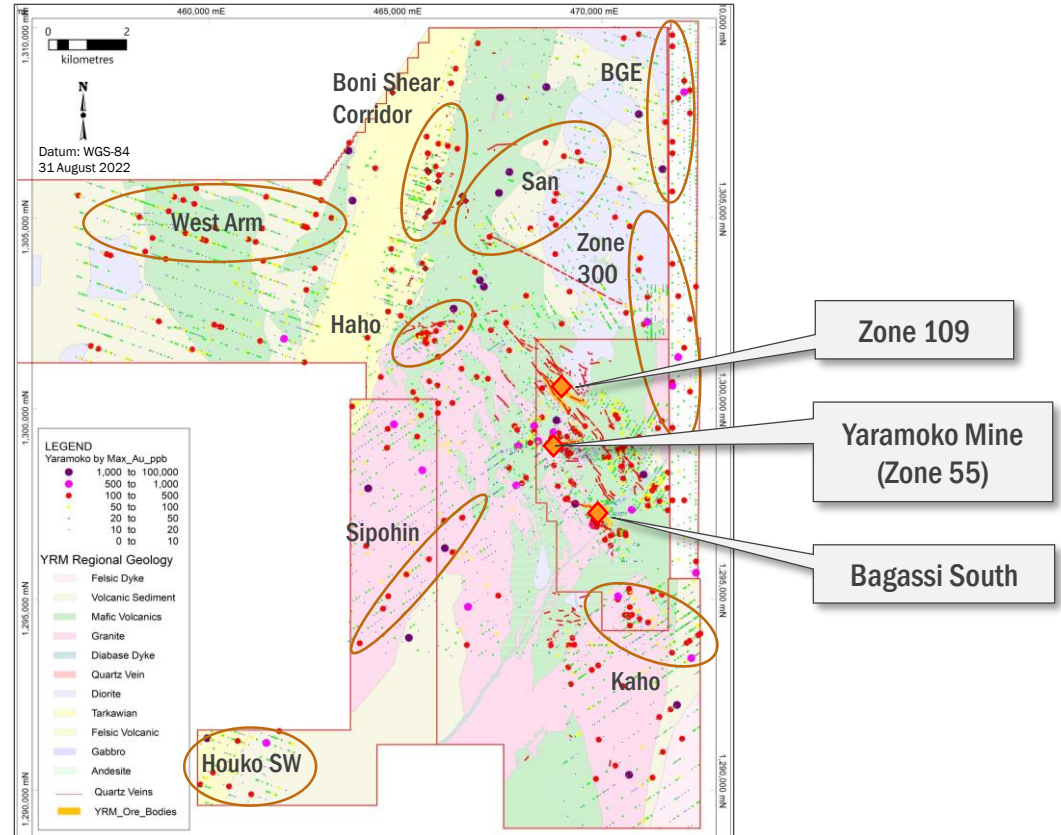 460,000 mE
465,000 mE
470,000 mE
1,310,000 mN
0 2
kilometres
N
Datum: WGS-84
31 August 2022
Boni Shear
Corridor
BGE
San
West Arm
1,305,000 mN
1,305,000 mN
Zone
300
Haho
Zone 109
1,300,000 mN
1,300,000 mN
Yaramoko Mine
(Zone 55)
Sipohin
Bagassi South
1,295,000 mN
1,295,000 mN
Kaho
Houko SW
1,290,000 mN
1,290,000 mN
LEGEND
Yaramoko by Max_Au_ppb
1,000 to 100,000
500 to 1,000
100 to 500
50 to 100
20 to 50
10 to 20
0 to 10
YRM Regional Geology
Felsic Dyke
Volcanic Sediment
Mafic Volcanics
Granite
Diabase Dyke
Quartz Vein
Diorite
Tarkawian
Felsic Volcanic
Gabbro
Andesite
Quartz Veins
YRM_Ore_Bodies